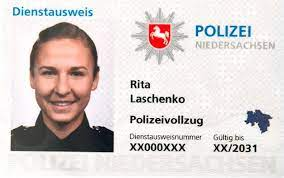 Dienstausweis
POLIZEI
NIEDERSACHSEN
Rita
Laschenko
Polizeivollzug
Dienstausweisnummer Gültig bis
XX000XXX XX/2031